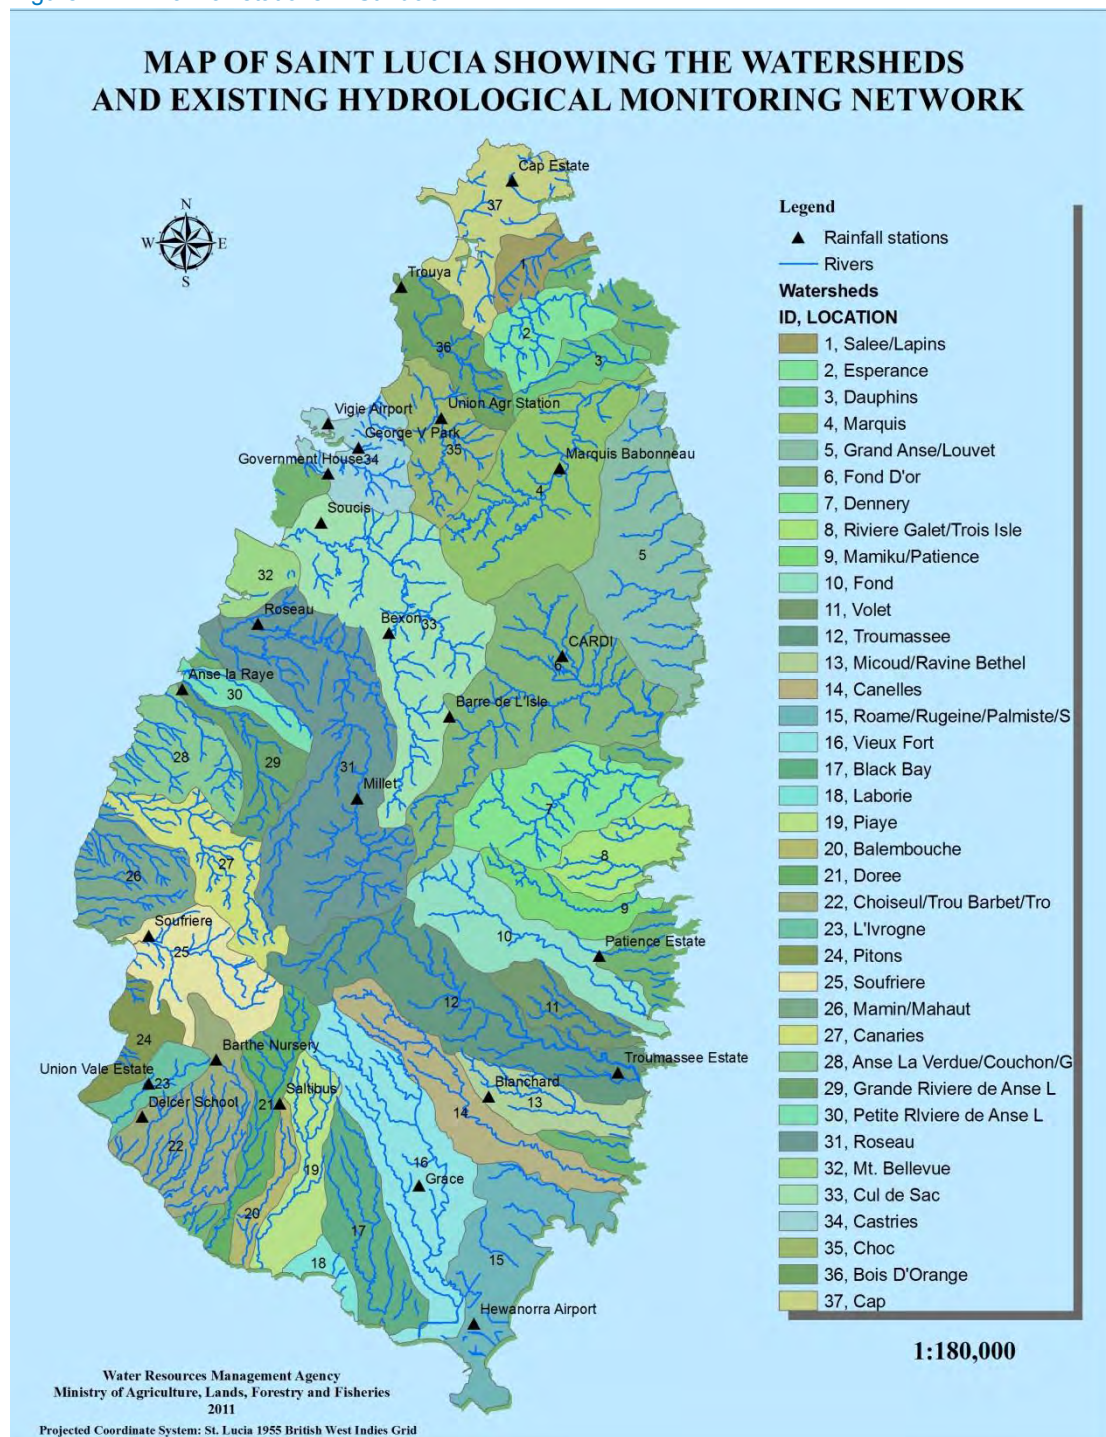 MAP OF SAINT LUCIA SHOWING THE WATERSHEDS
AND EXISTING HYDROLOGICAL MONITORING NETWORK
N
W E
S
Cap Estate
37
1
Trouya
2
36
3
Union Agr Station
Vigie Airport
George V Park
35
Marquis Babonneau
Government House 34
4
Soucis
5
32
Roseau
Bexon 33
CARDI
6
Anse la Raye
30
Barre de L'Isle
28
29
31
Millet
7
27
26
8
9
Soufriere
25
10
Patience Estate
12
11
24
Barthe Nursery
Troumassee Estate
Union Vale Estate
23
Saltibus
Blanchard
13
Delcer School
21
14
22
19
16
Grace
20
17
18
15
Hewanorra Airport
Legend
Rainfall stations
Rivers
Watersheds
ID, LOCATION
1, Salee/Lapins
2, Esperance
3, Dauphins
4, Marquis
5, Grand Anse/Louvet
6, Fond D'or
7, Dennery
8, Riviere Galet/Trois Isle
9, Mamiku/Patience
10, Fond
11, Volet
12, Troumassee
13, Micoud/Ravine Bethel
14, Canelles
15, Roame/Rugeine/Palmiste/S
16, Vieux Fort
17, Black Bay
18, Laborie
19, Piaye
20, Balembouche
21, Doree
22, Choiseul/Trou Barbet/Tro
23, L'Ivrogne
24, Pitons
25, Soufriere
26, Mamin/Mahaut
27, Canaries
28, Anse La Verdue/Couchon/G
29, Grande Riviere de Anse L
30, Petite RIviere de Anse L
31, Roseau
32, Mt. Bellevue
33, Cul de Sac
34, Castries
35, Choc
36, Bois D'Orange
37, Cap
1:180,000
Water Resources Management Agency
Ministry of Agriculture, Lands, Forestry and Fisheries
2011
Projected Coordinate System: St. Lucia 1955 British West Indies Grid